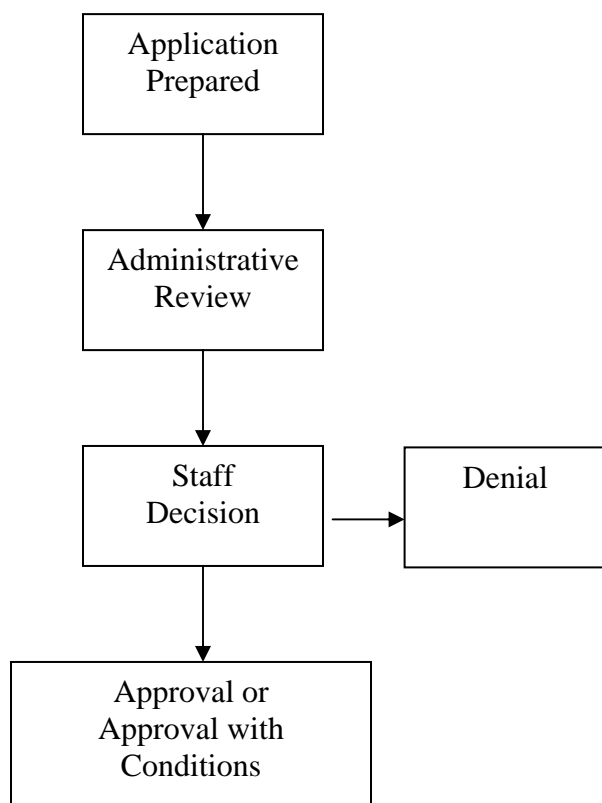 Application
Prepared
Administrative
Review
Staff
Decision
Denial
Approval or
Approval with
Conditions